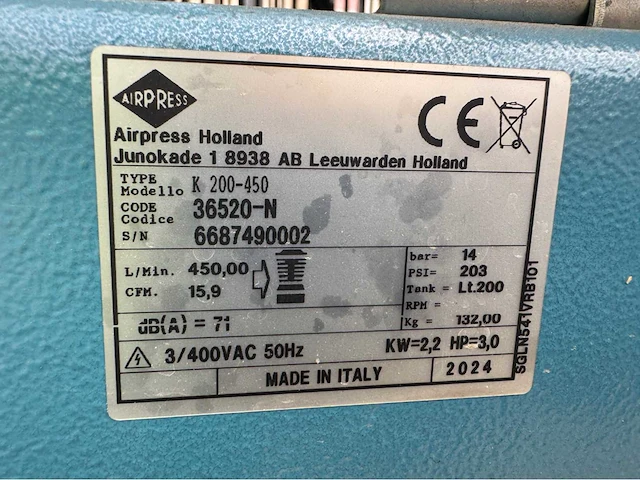 AIRPRESS
Airpress Holland
Junokade 1 8938 AB Leeuwarden Holland
CE
TYPE
Modello K 200-450
CODE
Codice 36520-N
S/N 6687490002
L/Min. 450,00
CFM. 15,9
bar= 14
PSI= 203
Tank = Lt.200
RPM =
Kg = 132,00
dB(A) = 71
3/400VAC 50Hz KW=2,2 HP=3,0
MADE IN ITALY 2024
SGLN541VRB101